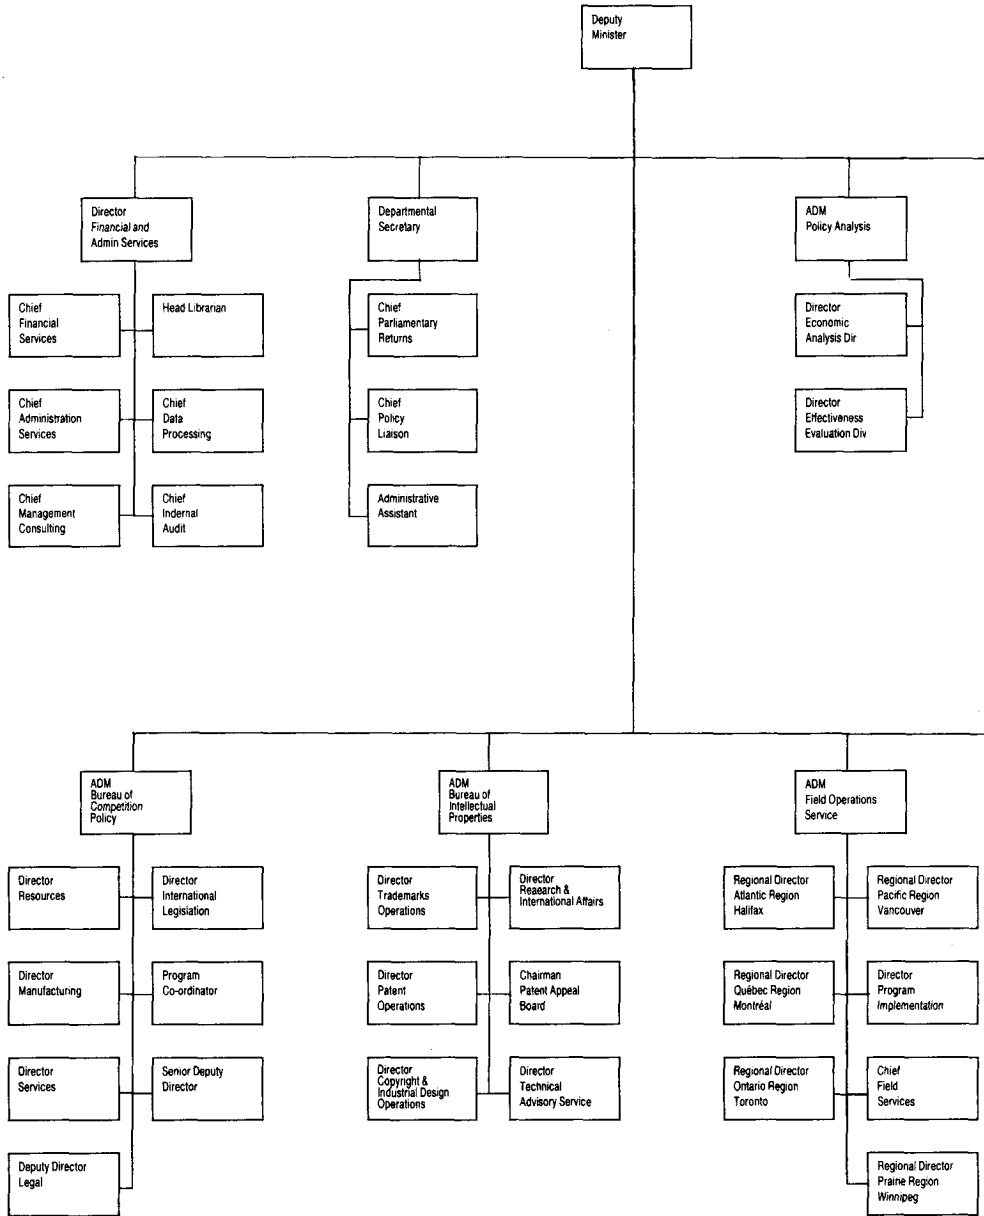 Deputy
Minister
Director
Financial and
Admin Services
Departmental
Secretary
ADM
Policy Analysis
Chief
Financial
Services
Head Librarian
Chief
Parliamentary
Returns
Director
Economic
Analysis Dir
Chief
Administration
Services
Chief
Data
Processing
Chief
Policy
Liaison
Director
Effectiveness
Evaluation Div
Chief
Management
Consulting
Chief
Indernal
Audit
Administrative
Assistant
ADM
Bureau of
Competition
Policy
ADM
Bureau of
Intellectual
Properties
ADM
Field Operations
Service
Director
Resources
Director
International
Legislation
Director
Trademarks
Operations
Director
Reaearch &
International Affairs
Regional Director
Atlantic Region
Halifax
Regional Director
Pacific Region
Vancouver
Director
Manufacturing
Program
Co-ordinator
Director
Patent
Operations
Chairman
Patent Appeal
Board
Regional Director
Québec Region
Montréal
Director
Program
Implementation
Director
Services
Senior Deputy
Director
Director
Copyright &
Industrial Design
Operations
Director
Technical
Advisory Service
Regional Director
Ontario Region
Toronto
Chief
Field
Services
Deputy Director
Legal
Regional Director
Praine Region
Winnipeg